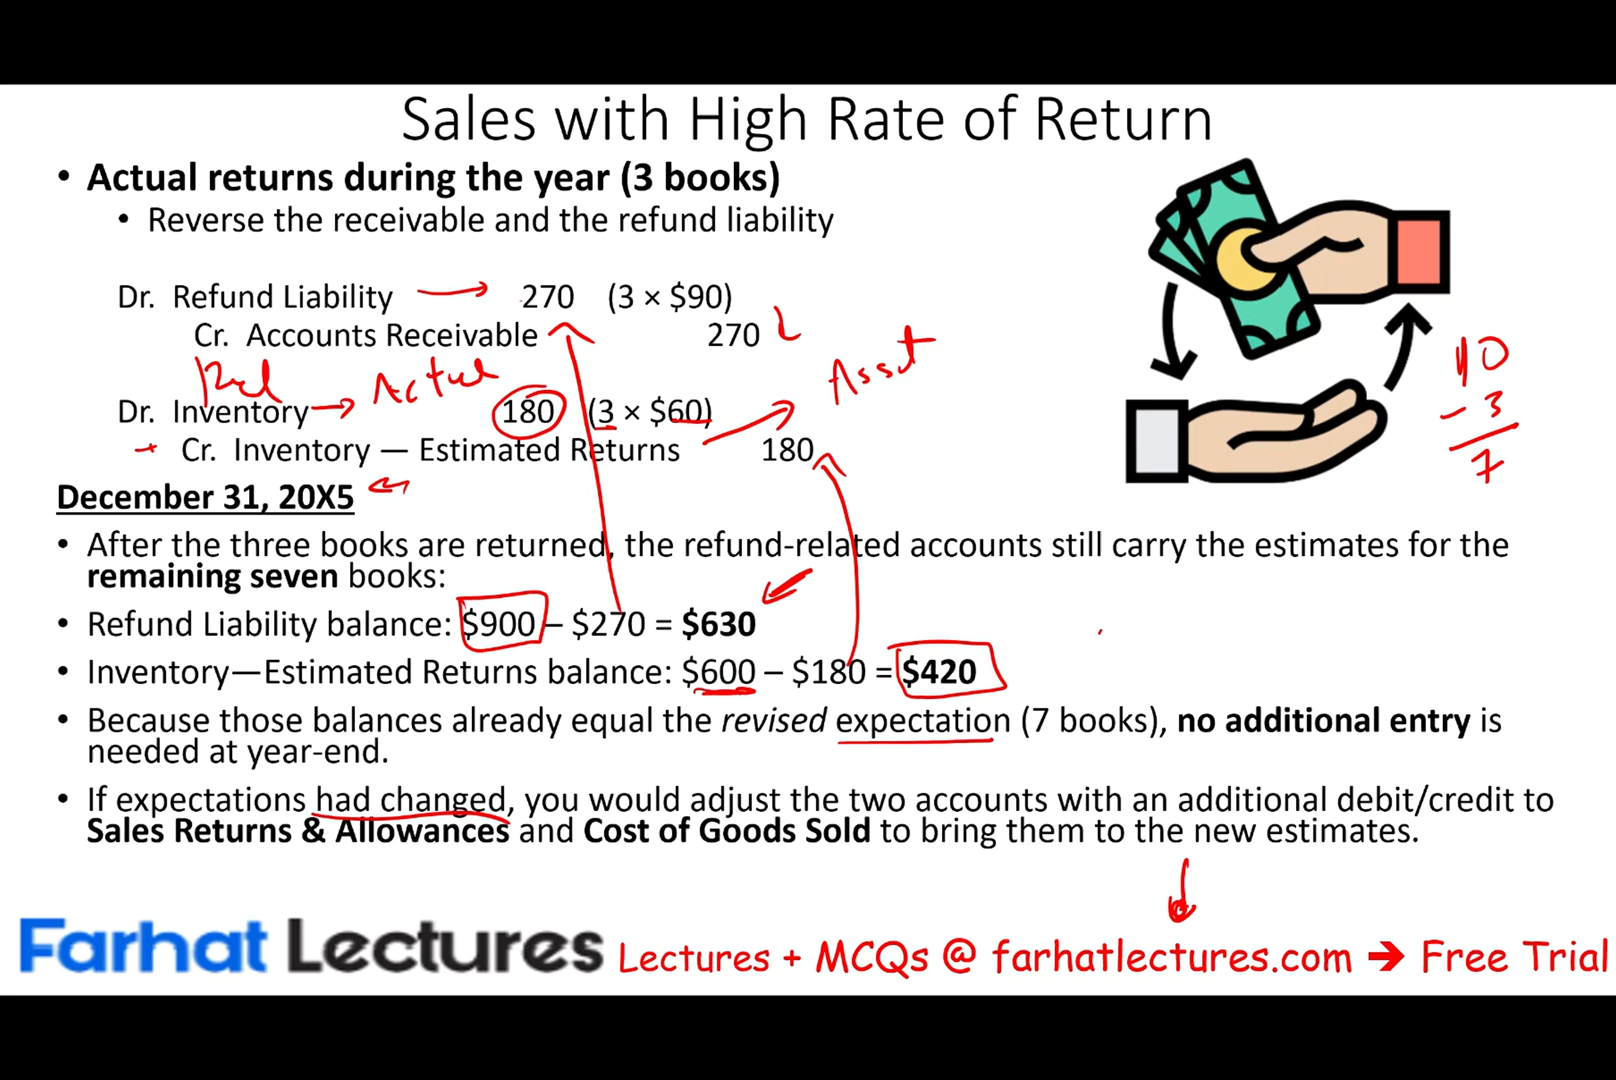 Sales with High Rate of Return
• Actual returns during the year (3 books)
• Reverse the receivable and the refund liability
Dr. Refund Liability 270 (3 × $90)
Cr. Accounts Receivable 270
Actual
Asset
Dr. Inventory 180 (3 × $60)
Cr. Inventory — Estimated Returns 180
10
- 3
7
December 31, 20X5
• After the three books are returned, the refund-related accounts still carry the estimates for the
remaining seven books:
• Refund Liability balance: $900 – $270 = $630
• Inventory—Estimated Returns balance: $600 – $180 = $420
• Because those balances already equal the revised expectation (7 books), no additional entry is
needed at year-end.
• If expectations had changed, you would adjust the two accounts with an additional debit/credit to
Sales Returns & Allowances and Cost of Goods Sold to bring them to the new estimates.
Farhat Lectures Lectures + MCQs @ farhatlectures.com ➔ Free Trial